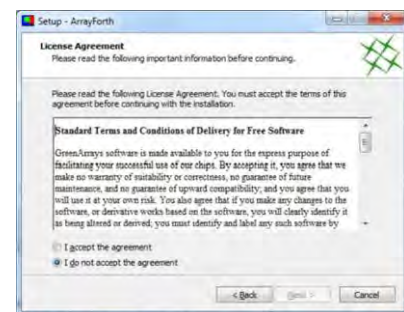 Setup - ArrayForth
License Agreement
Please read the following important information before continuing.
Please read the following License Agreement. You must accept the terms of this
agreement before continuing with the installation.
Standard Terms and Conditions of Delivery for Free Software
GreenArrays software is made available to you for the express purpose of
facilitating your successful use of our chips. By accepting it, you agree that we
make no warranty of suitability or correctness, no guarantee of future
maintenance, and no guarantee of upward compatibility; and you agree that you
will use it at your own risk. You also agree that if you make any changes to the
software, or derivative works based on the software, you will clearly identify it
as being altered or derived; you must identify and label any such software by
I accept the agreement
I do not accept the agreement
< Back
Next >
Cancel